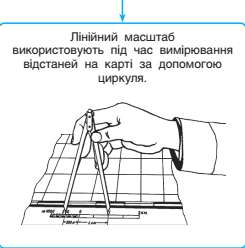 Лінійний масштаб
використовують під час вимірювання
відстаней на карті за допомогою
циркуля.